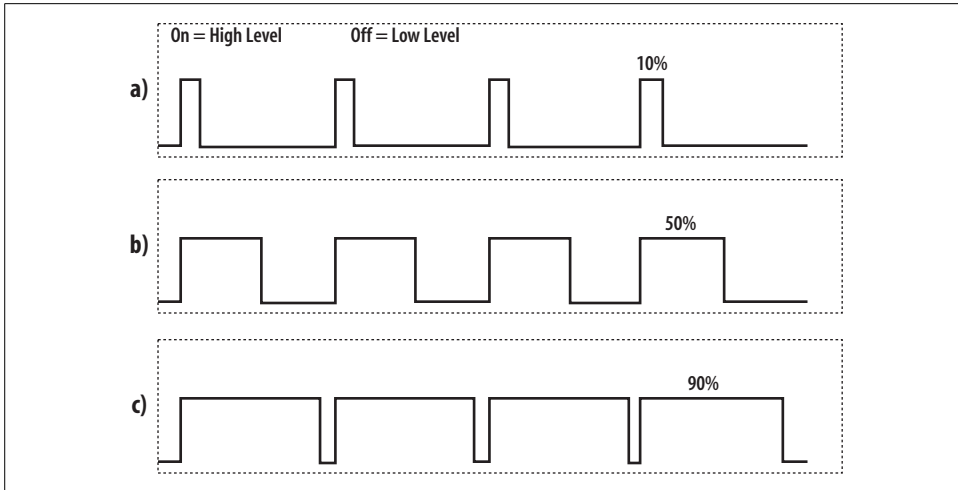 On = High Level Off = Low Level
10%
a)
50%
b)
90%
c)